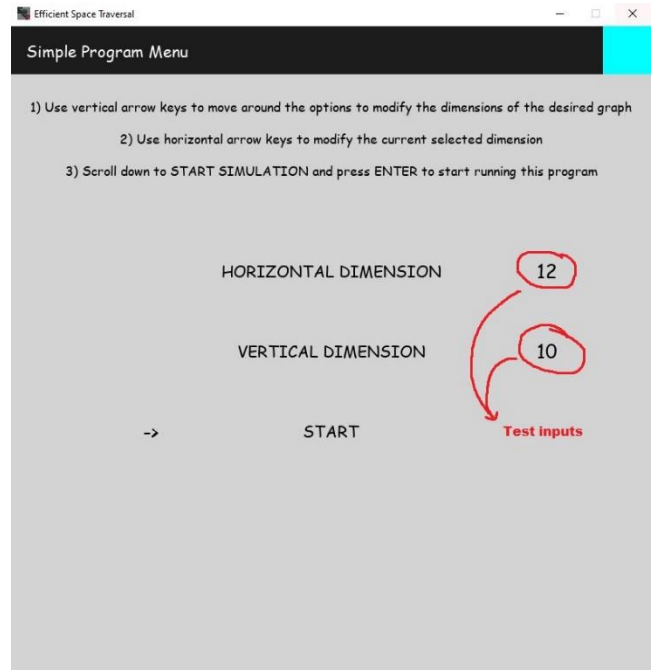 Efficient Space Traversal
Simple Program Menu
1) Use vertical arrow keys to move around the options to modify the dimensions of the desired graph
2) Use horizontal arrow keys to modify the current selected dimension
3) Scroll down to START SIMULATION and press ENTER to start running this program
HORIZONTAL DIMENSION 12
VERTICAL DIMENSION 10
-> START Test inputs